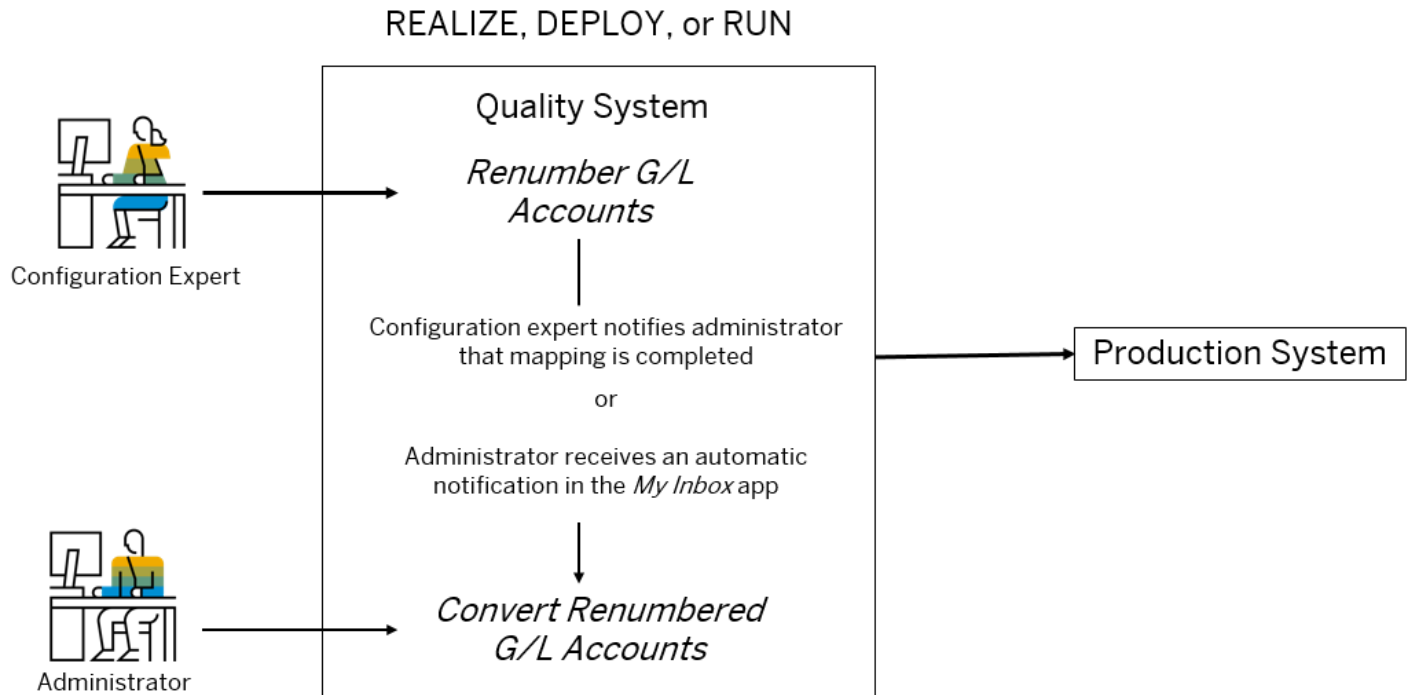 REALIZE, DEPLOY, or RUN
Quality System
Renumber G/L
Accounts
Configuration Expert
Configuration expert notifies administrator
that mapping is completed
or
Administrator receives an automatic
notification in the My Inbox app
Production System
Convert Renumbered
G/L Accounts
Administrator